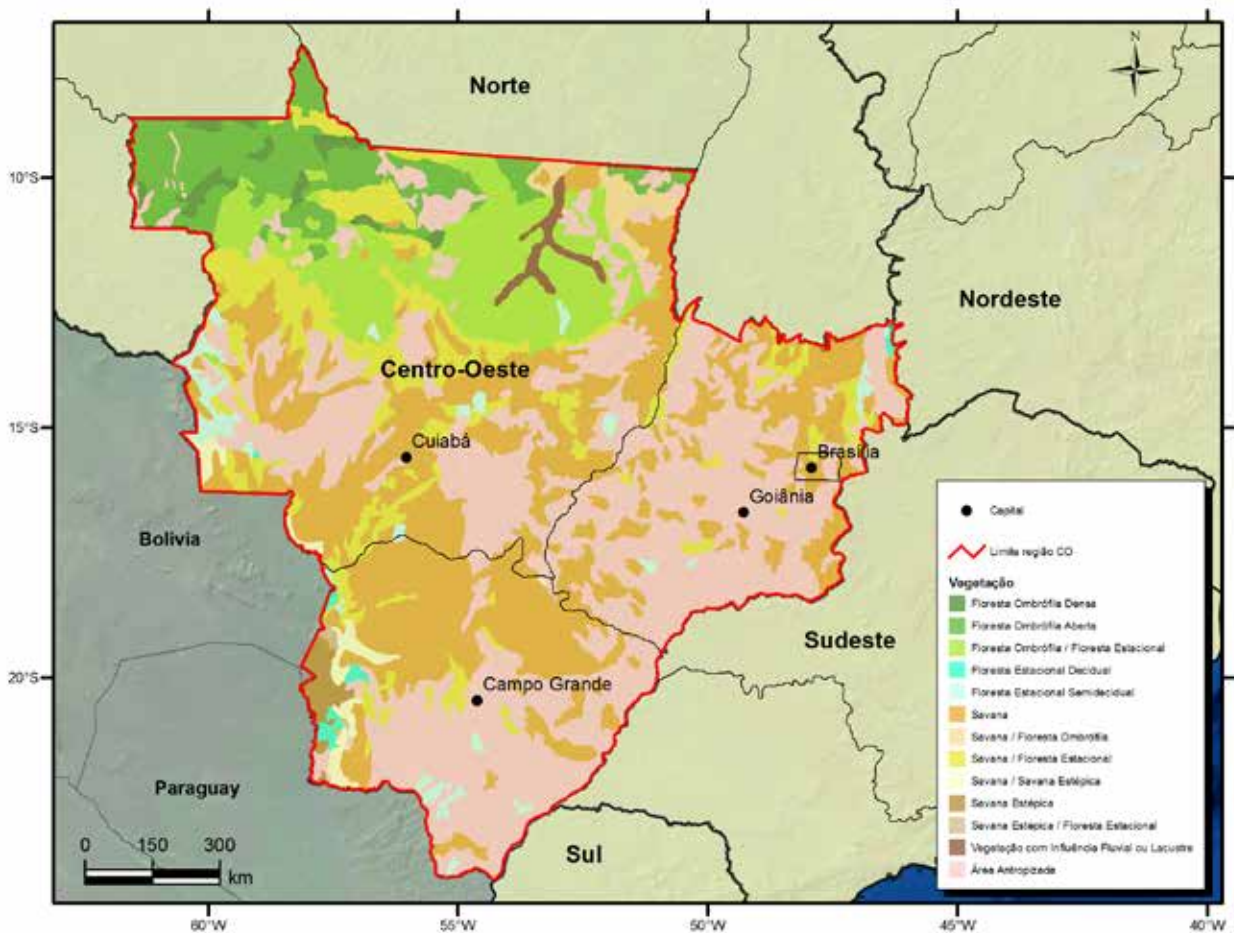 N
Norte
10°S
Nordeste
Centro-Oeste
15°S
Cuiabá
Brasília
Goiânia
Bolivia
Capital
Limite região CO
Vegetação
Floresta Ombrófila Densa
Floresta Ombrófila Aberta
Floresta Ombrófila / Floresta Estacional
Floresta Estacional Decidual
Floresta Estacional Semidecidual
Savana
Savana / Floresta Ombrófila
Savana / Floresta Estacional
Savana / Savana Estépica
Savana Estépica
Savana Estépica / Floresta Estacional
Vegetação com Influência Fluvial ou Lacustre
Área Antropizada
Sudeste
20°S
Campo Grande
Paraguay
Sul
0 150 300
km
60°W 55°W 50°W 45°W 40°W